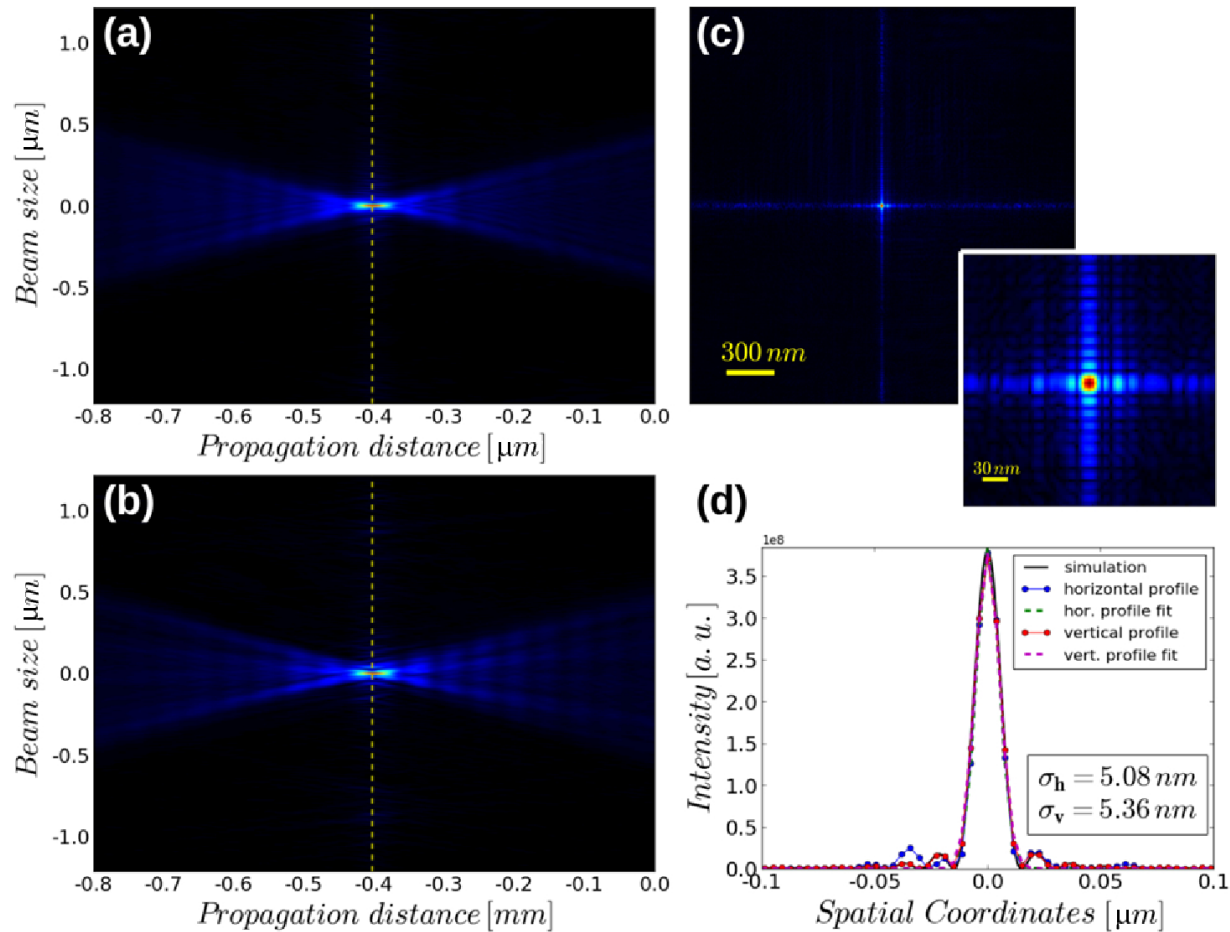 (a)
1.0
0.5
0.0
-0.5
-1.0
Beam size [μm]
-0.8 -0.7 -0.6 -0.5 -0.4 -0.3 -0.2 -0.1 0.0
Propagation distance [μm]
(b)
1.0
0.5
0.0
-0.5
-1.0
Beam size [μm]
-0.8 -0.7 -0.6 -0.5 -0.4 -0.3 -0.2 -0.1 0.0
Propagation distance [mm]
(c)
300 nm
30 nm
(d)
1e8
3.5
3.0
2.5
2.0
1.5
1.0
0.5
0.0
Intensity [a. u.]
simulation
horizontal profile
hor. profile fit
vertical profile
vert. profile fit
σh = 5.08 nm
σv = 5.36 nm
-0.1 -0.05 0.0 0.05 0.1
Spatial Coordinates [μm]